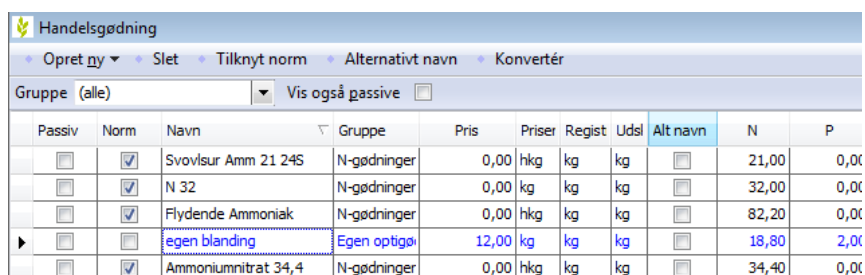 Handelsgødning
Opret ny Slet Tilknyt norm Alternativt navn Konvertér
Gruppe (alle) Vis også passive
Passiv Norm Navn Gruppe Pris Priser Regist Udsl Alt navn N P
Svovlsur Amm 21 24S N-gødninger 0,00 hkg kg kg 21,00 0,00
N 32 N-gødninger 0,00 kg kg kg 32,00 0,00
Flydende Ammoniak N-gødninger 0,00 hkg kg kg 82,20 0,00
egen blanding Egen optigø 12,00 kg kg kg 18,80 2,00
Ammoniumnitrat 34,4 N-gødninger 0,00 hkg kg kg 34,40 0,00